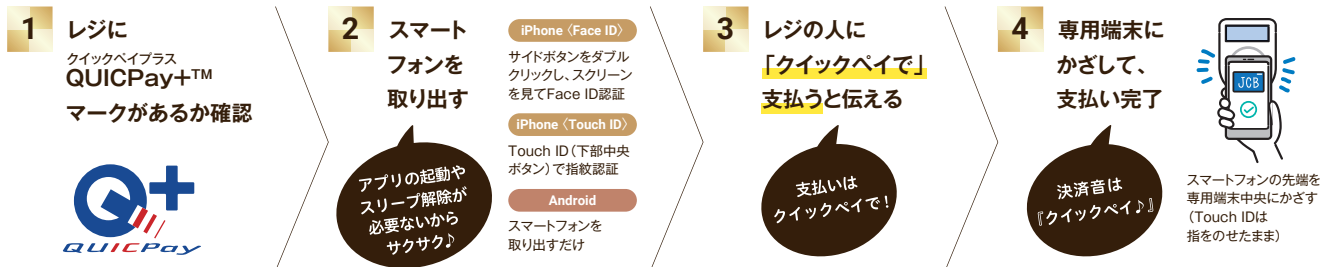 1
レジに
クイックペイプラス
QUICPay+™
マークがあるか確認
Q+
QUICPay
2
スマート
フォンを
取り出す
アプリの起動や
スリープ解除が
必要ないから
サクサク♪
iPhone〈Face ID〉
サイドボタンをダブル
クリックし、スクリーン
を見てFace ID認証
iPhone〈Touch ID〉
Touch ID（下部中央
ボタン）で指紋認証
Android
スマートフォンを
取り出すだけ
3
レジの人に
「クイックペイで」
支払うと伝える
支払いは
クイックペイで！
4
専用端末に
かざして、
支払い完了
決済音は
『クイックペイ♪』
JCB
スマートフォンの先端を
専用端末中央にかざす
（Touch IDは
指をのせたまま）